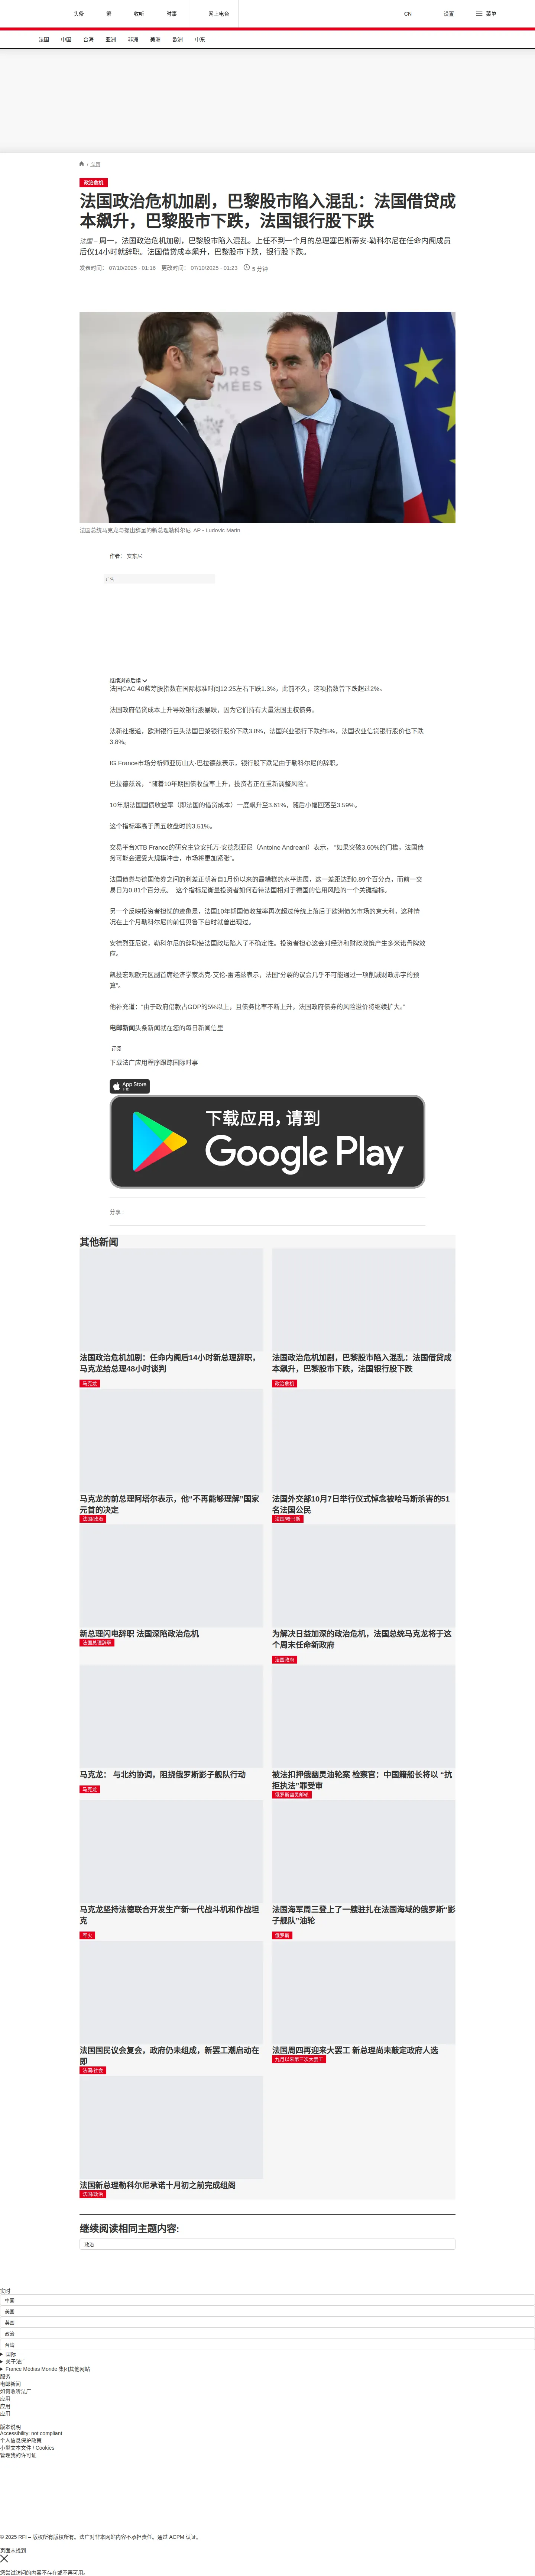 头条
繁
收听
时事
网上电台
CN
设置
菜单
法国
中国
台海
亚洲
非洲
美洲
欧洲
中东
/ 法国
政治危机
法国政治危机加剧，巴黎股市陷入混乱：法国借贷成
本飙升，巴黎股市下跌，法国银行股下跌
法国 – 周一，法国政治危机加剧，巴黎股市陷入混乱。上任不到一个月的总理塞巴斯蒂安·勒科尔尼在任命内阁成员
后仅14小时就辞职。法国借贷成本飙升，巴黎股市下跌，银行股下跌。
发表时间： 07/10/2025 - 01:18 更改时间： 07/10/2025 - 01:23 5 分钟
法国总统马克龙与提出辞呈的新总理勒科尔尼. AP - Ludovic Marin
作者： 安东尼
广告
继续浏览后续
法国CAC 40蓝筹股指数在国际标准时间12:25左右下跌1.3%，此前不久，这项指数曾下跌超过2%。
法国政府借贷成本上升导致银行股暴跌，因为它们持有大量法国主权债务。
法新社报道，欧洲银行巨头法国巴黎银行股价下跌3.8%，法国兴业银行下跌约5%，法国农业信贷银行股价也下跌
3.8%。
IG France市场分析师亚历山大·巴拉德兹表示，银行股下跌是由于勒科尔尼的辞职。
巴拉德兹说， “随着10年期国债收益率上升，投资者正在重新调整风险”。
10年期法国国债收益率（即法国的借贷成本）一度飙升至3.61%，随后小幅回落至3.59%。
这个指标率高于周五收盘时的3.51%。
交易平台XTB France的研究主管安托万·安德烈亚尼（Antoine Andreani）表示， “如果突破3.60%的门槛，法国债
务可能会遭受大规模冲击，市场将更加紧张”。
法国债券与德国债券之间的利差正朝着自1月份以来的最糟糕的水平进展，这一差距达到0.89个百分点，而前一交
易日为0.81个百分点。 这个指标是衡量投资者如何看待法国相对于德国的信用风险的一个关键指标。
另一个反映投资者担忧的迹象是，法国10年期国债收益率再次超过传统上落后于欧洲债务市场的意大利，这种情
况在上个月勒科尔尼的前任贝鲁下台时就曾出现过。
安德烈亚尼说，勒科尔尼的辞职使法国政坛陷入了不确定性。投资者担心这会对经济和财政政策产生多米诺骨牌效
应。
凯投宏观欧元区副首席经济学家杰克·艾伦-雷诺兹表示，法国“分裂的议会几乎不可能通过一项削减财政赤字的预
算”。
他补充道：“由于政府借款占GDP的5%以上，且债务比率不断上升，法国政府债券的风险溢价将继续扩大。”
电邮新闻头条新闻就在您的每日新闻信里
订阅
下载法广应用程序跟踪国际时事
App Store
下载
下载应用，请到
Google Play
分享 :
其他新闻
法国政治危机加剧：任命内阁后14小时新总理辞职，
马克龙给总理48小时谈判
马克龙
法国政治危机加剧，巴黎股市陷入混乱：法国借贷成
本飙升，巴黎股市下跌，法国银行股下跌
政治危机
马克龙的前总理阿塔尔表示，他“不再能够理解”国家
元首的决定
法国/政治
法国外交部10月7日举行仪式悼念被哈马斯杀害的51
名法国公民
法国/哈马斯
新总理闪电辞职 法国深陷政治危机
法国总理辞职
为解决日益加深的政治危机，法国总统马克龙将于这
个周末任命新政府
法国政府
马克龙： 与北约协调，阻挠俄罗斯影子舰队行动
马克龙
被法扣押俄幽灵油轮案 检察官：中国籍船长将以 “抗
拒执法”罪受审
俄罗斯幽灵邮轮
马克龙坚持法德联合开发生产新一代战斗机和作战坦
克
军火
法国海军周三登上了一艘驻扎在法国海域的俄罗斯“影
子舰队”油轮
俄罗斯
法国国民议会复会，政府仍未组成，新罢工潮启动在
即
法国/社会
法国周四再迎来大罢工 新总理尚未敲定政府人选
九月以来第三次大罢工
法国新总理勒科尔尼承诺十月初之前完成组阁
法国/政治
继续阅读相同主题内容:
政治
实时
中国
美国
英国
政治
台湾
国际
关于法广
France Médias Monde 集团其他网站
服务
电邮新闻
如何收听法广
应用
应用
应用
版本说明
Accessibility: not compliant
个人信息保护政策
小型文本文件 / Cookies
管理我的许可证
© 2025 RFI – 版权所有版权所有。法广对非本网站内容不承担责任。通过 ACPM 认证。
页面未找到
您尝试访问的内容不存在或不再可用。